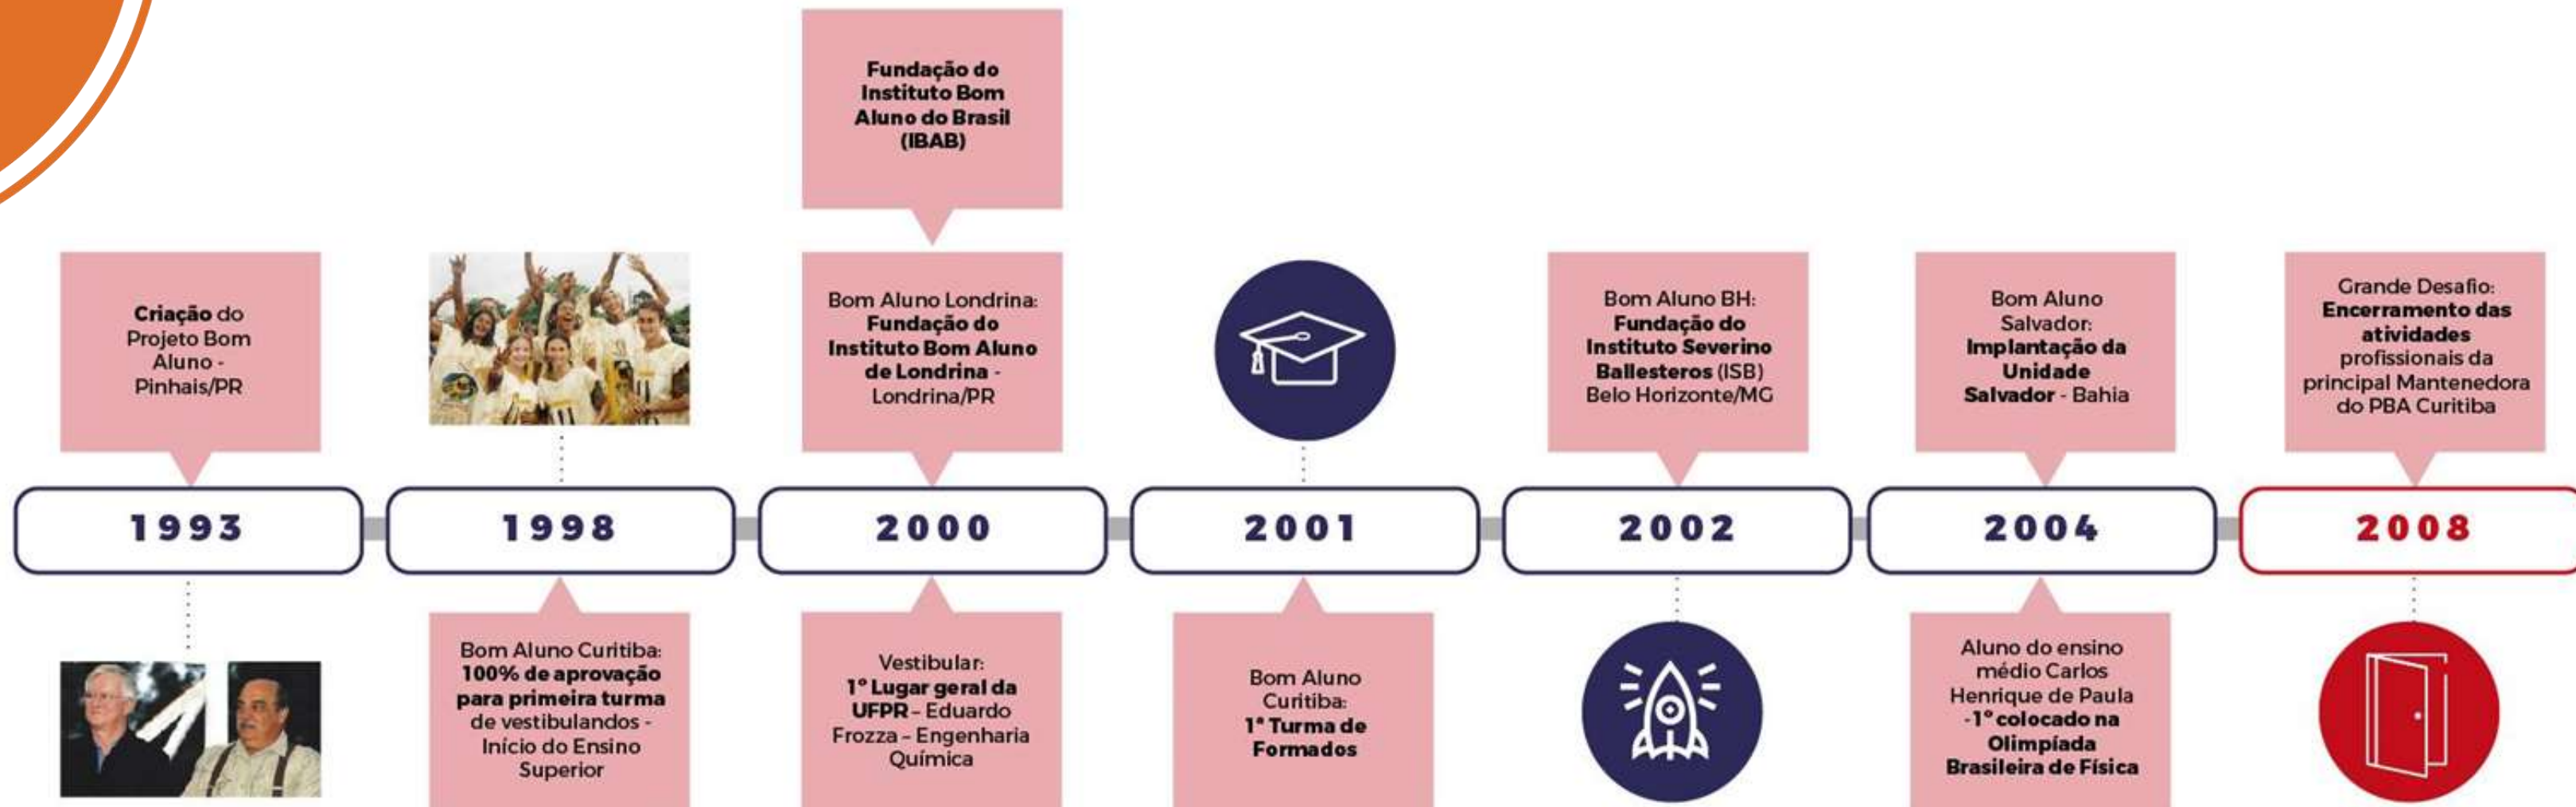 Fundação do
Instituto Bom
Aluno do Brasil
(IBAB)
Criação do
Projeto Bom
Aluno -
Pinhais/PR
Bom Aluno Londrina:
Fundação do
Instituto Bom Aluno
de Londrina -
Londrina/PR
Bom Aluno BH:
Fundação do
Instituto Severino
Ballesteros (ISB)
Belo Horizonte/MG
Bom Aluno
Salvador:
Implantação da
Unidade
Salvador - Bahia
Grande Desafio:
Encerramento das
atividades
profissionais da
principal Mantenedora
do PBA Curitiba
1993
1998
2000
2001
2002
2004
2008
Bom Aluno Curitiba:
100% de aprovação
para primeira turma
de vestibulandos -
Início do Ensino
Superior
Vestibular:
1º Lugar geral da
UFPR – Eduardo
Frozza – Engenharia
Química
Bom Aluno
Curitiba:
1ª Turma de
Formados
Aluno do ensino
médio Carlos
Henrique de Paula
-1º colocado na
Olimpíada
Brasileira de Física